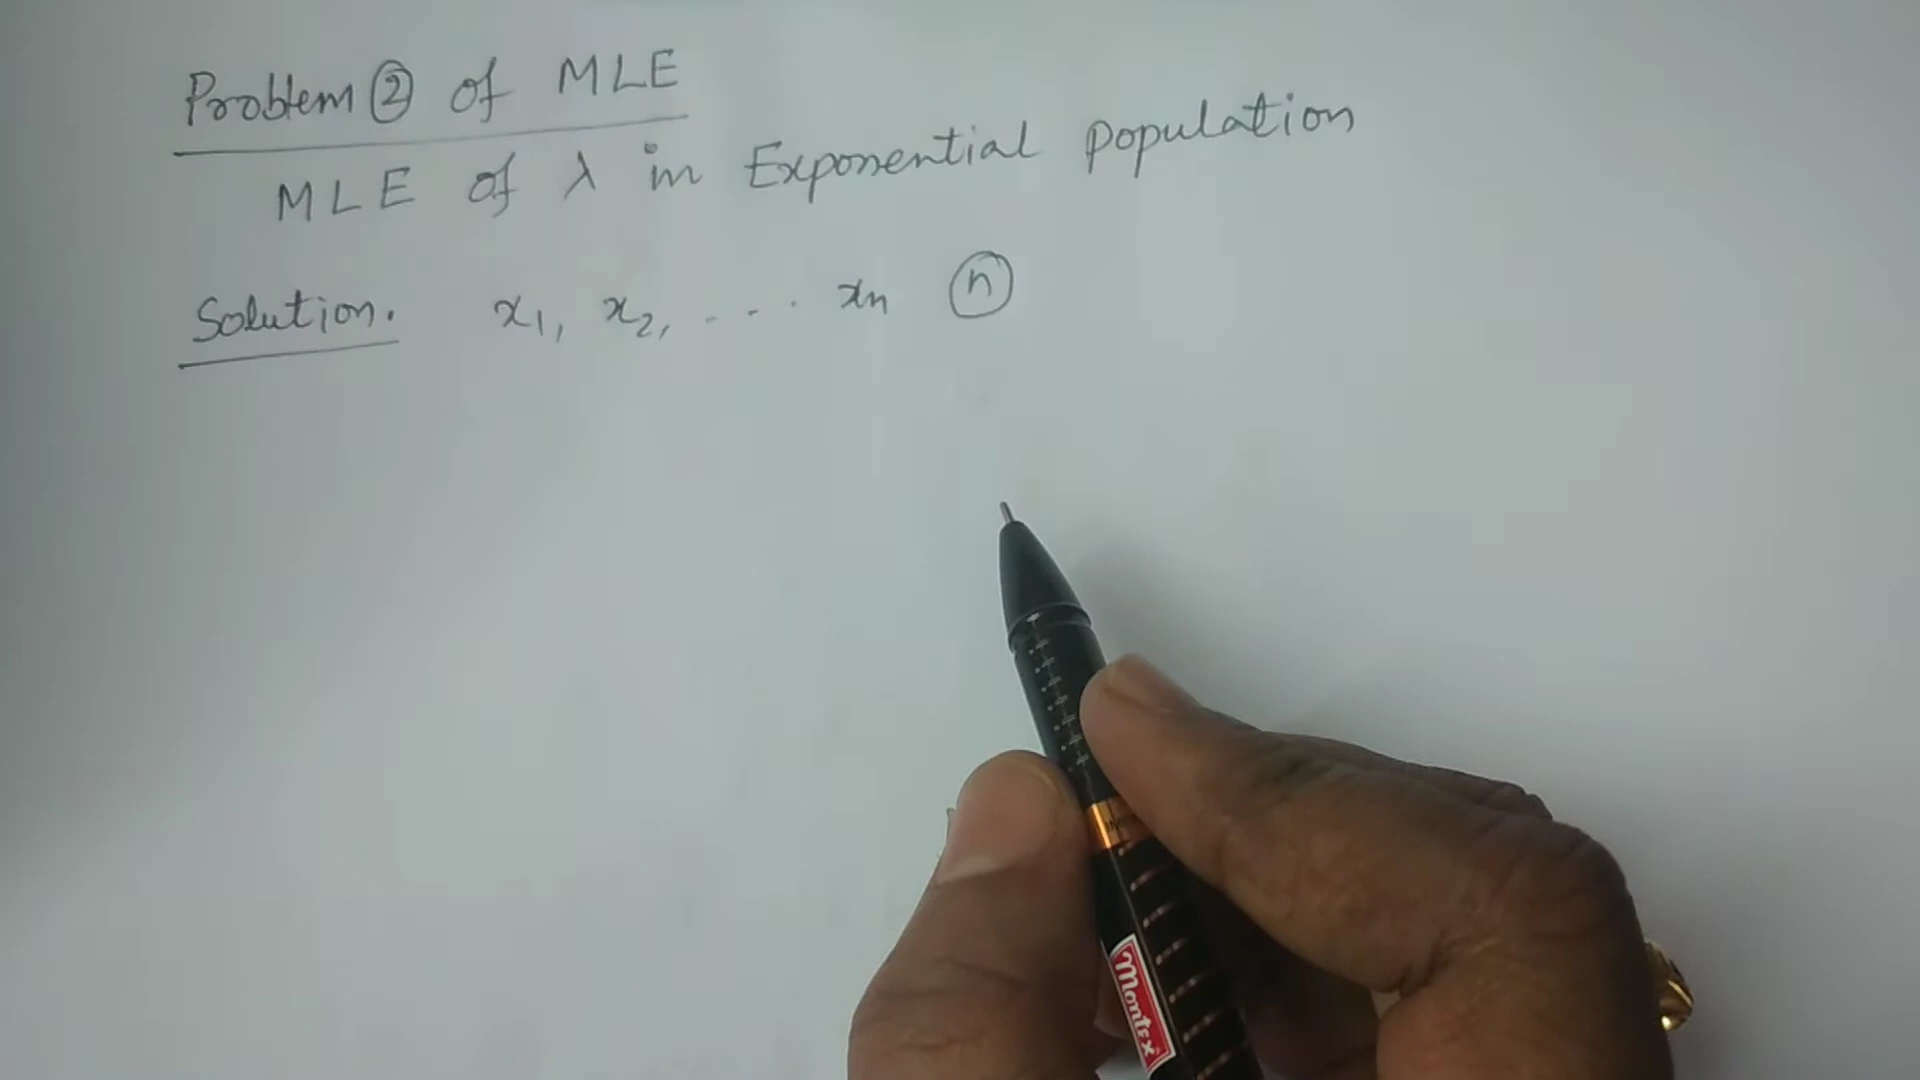 Problem ② of MLE
MLE of λ in Exponential Population
Solution. x1, x2, . . . . xn ⓝ
Montex